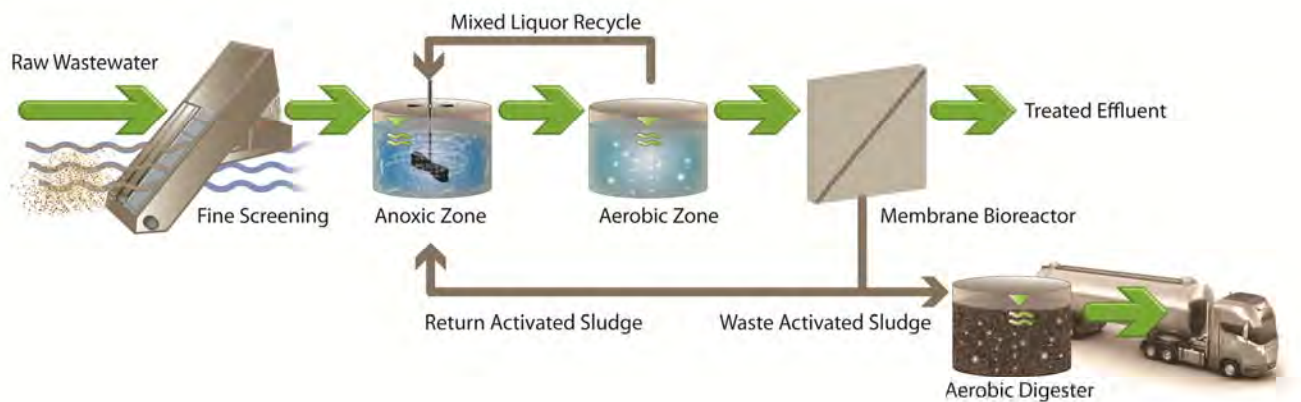 Mixed Liquor Recycle
Raw Wastewater
Treated Effluent
Fine Screening
Anoxic Zone
Aerobic Zone
Membrane Bioreactor
Return Activated Sludge
Waste Activated Sludge
Aerobic Digester